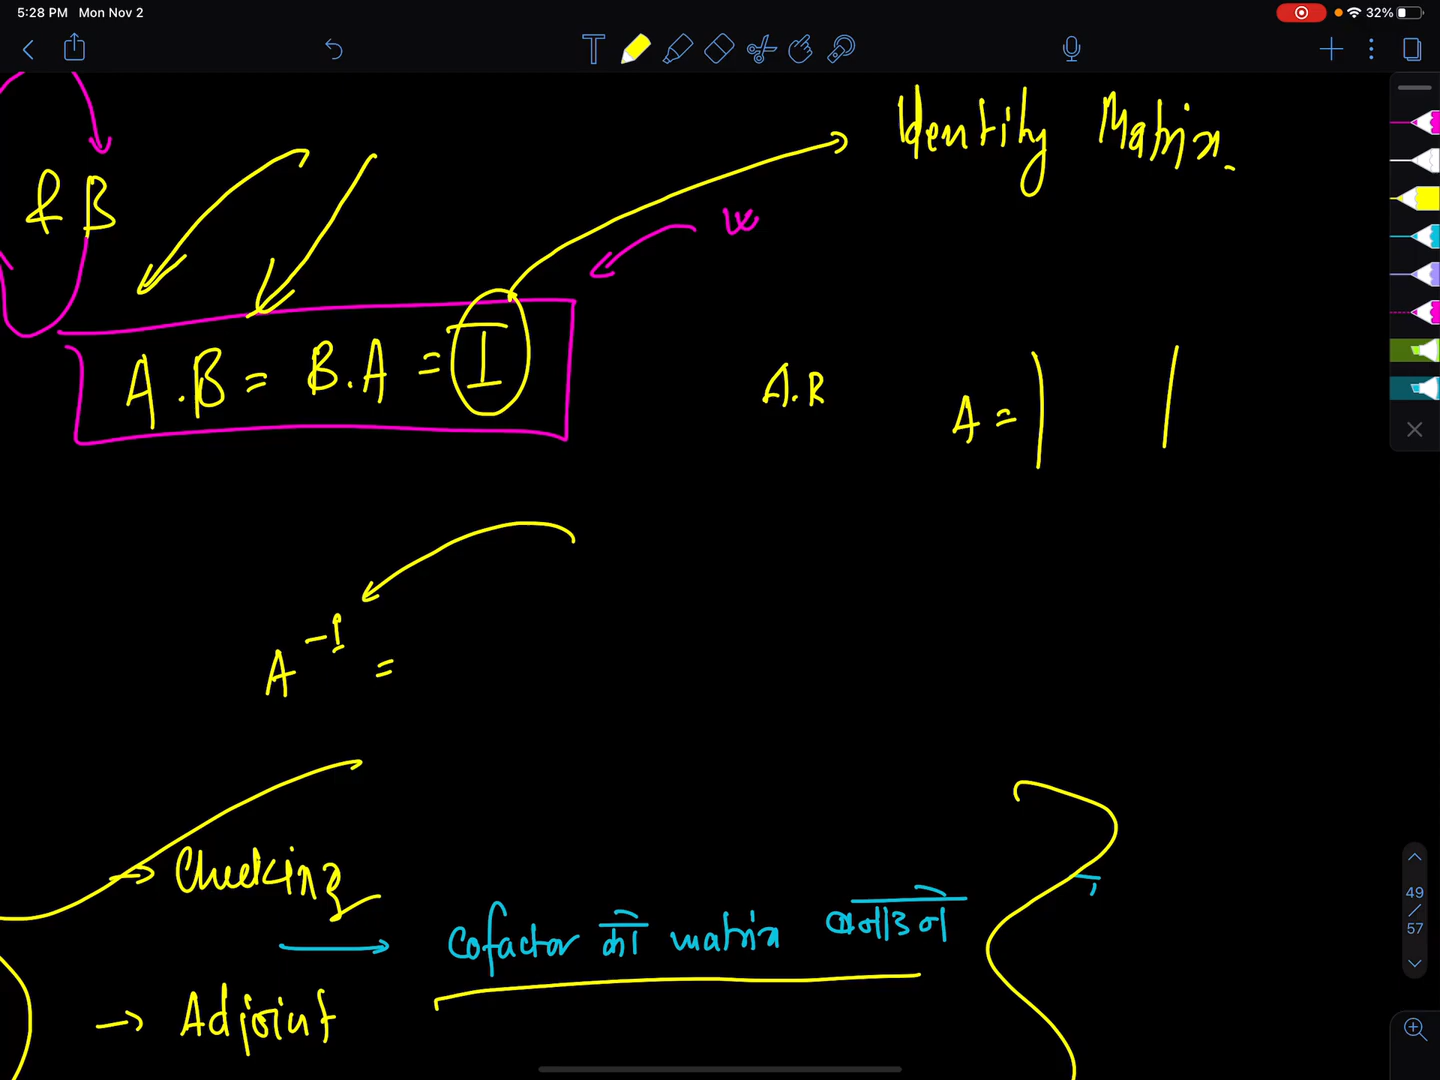 5:28 PM Mon Nov 2
32%
Identity Matrix.
& B
A.B = B.A = I
A.R
A =
A⁻¹ =
→ Checking
cofactor को matrix
→ Adjoint
49
/
57